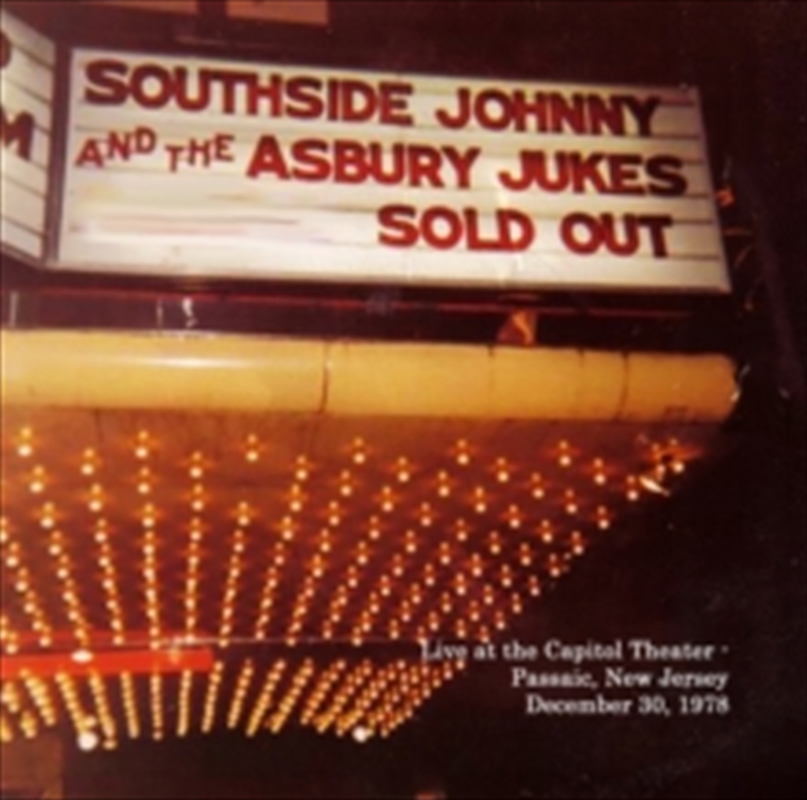 SOUTHSIDE JOHNNY
AND THE ASBURY JUKES
SOLD OUT
Live at the Capitol Theater -
Passaic, New Jersey
December 30, 1978